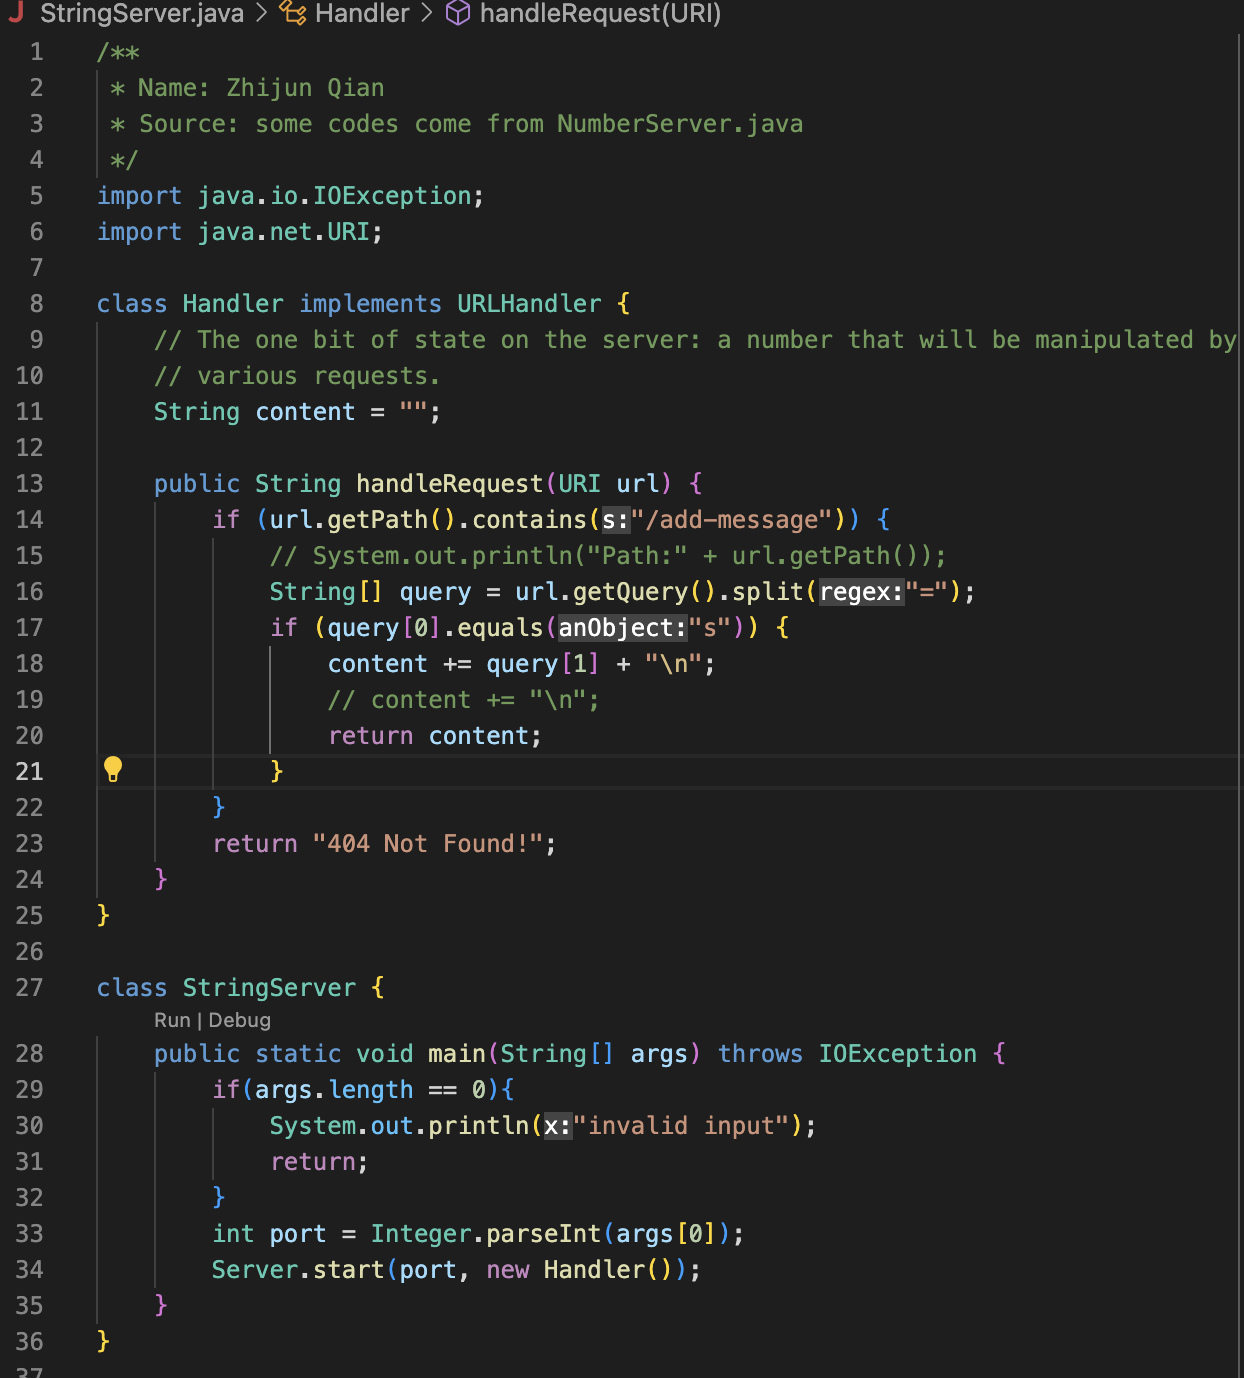 StringServer.java > Handler > handleRequest(URI)
1 /**
2 * Name: Zhijun Qian
3 * Source: some codes come from NumberServer.java
4 */
5 import java.io.IOException;
6 import java.net.URI;
7
8 class Handler implements URLHandler {
9 // The one bit of state on the server: a number that will be manipulated by
10 // various requests.
11 String content = "";
12
13 public String handleRequest(URI url) {
14 if (url.getPath().contains(s:"/add-message")) {
15 // System.out.println("Path:" + url.getPath());
16 String[] query = url.getQuery().split(regex:"=");
17 if (query[0].equals(anObject:"s")) {
18 content += query[1] + "\n";
19 // content += "\n";
20 return content;
21 }
22 }
23 return "404 Not Found!";
24 }
25 }
26
27 class StringServer {
Run | Debug
28 public static void main(String[] args) throws IOException {
29 if(args.length == 0){
30 System.out.println(x:"invalid input");
31 return;
32 }
33 int port = Integer.parseInt(args[0]);
34 Server.start(port, new Handler());
35 }
36 }
37